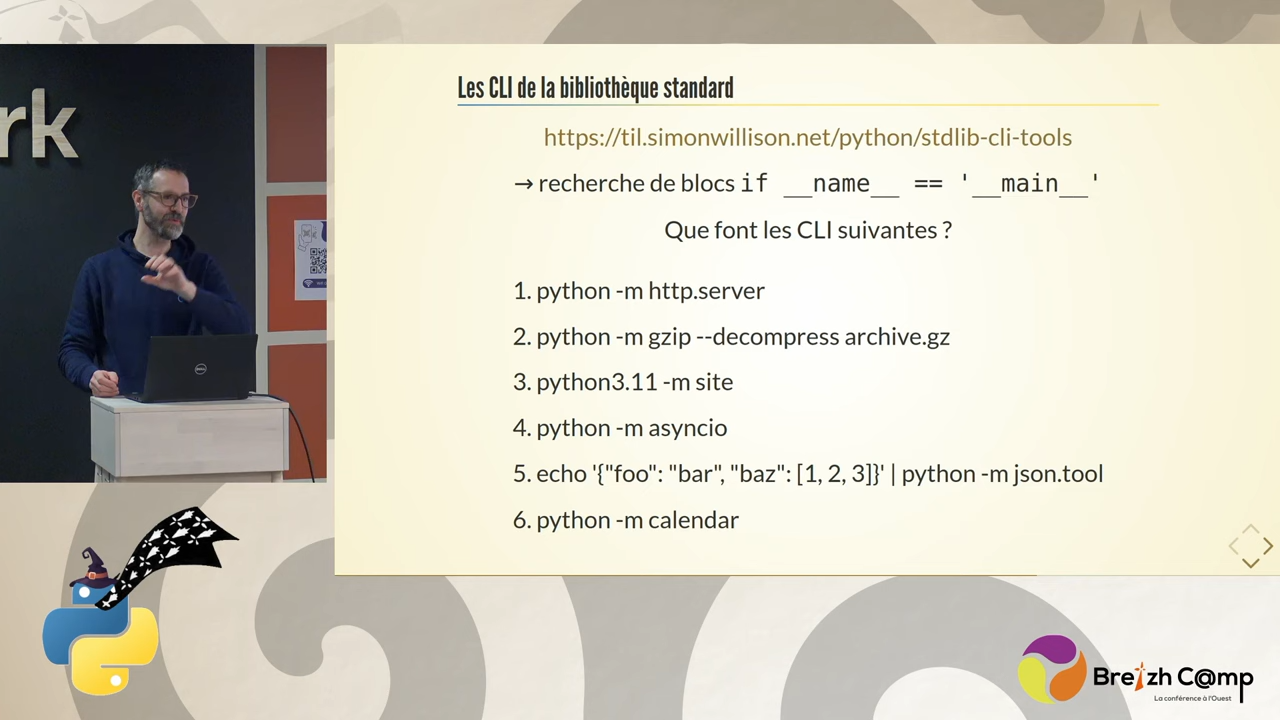 rk
Les CLI de la bibliothèque standard
https://til.simonwillison.net/python/stdlib-cli-tools
→ recherche de blocs if __name__ == '__main__'
Que font les CLI suivantes ?
1. python -m http.server
2. python -m gzip --decompress archive.gz
3. python3.11 -m site
4. python -m asyncio
5. echo '{"foo": "bar", "baz": [1, 2, 3]}' | python -m json.tool
6. python -m calendar
DELL
Breizh C@mp
La conférence à l'Ouest